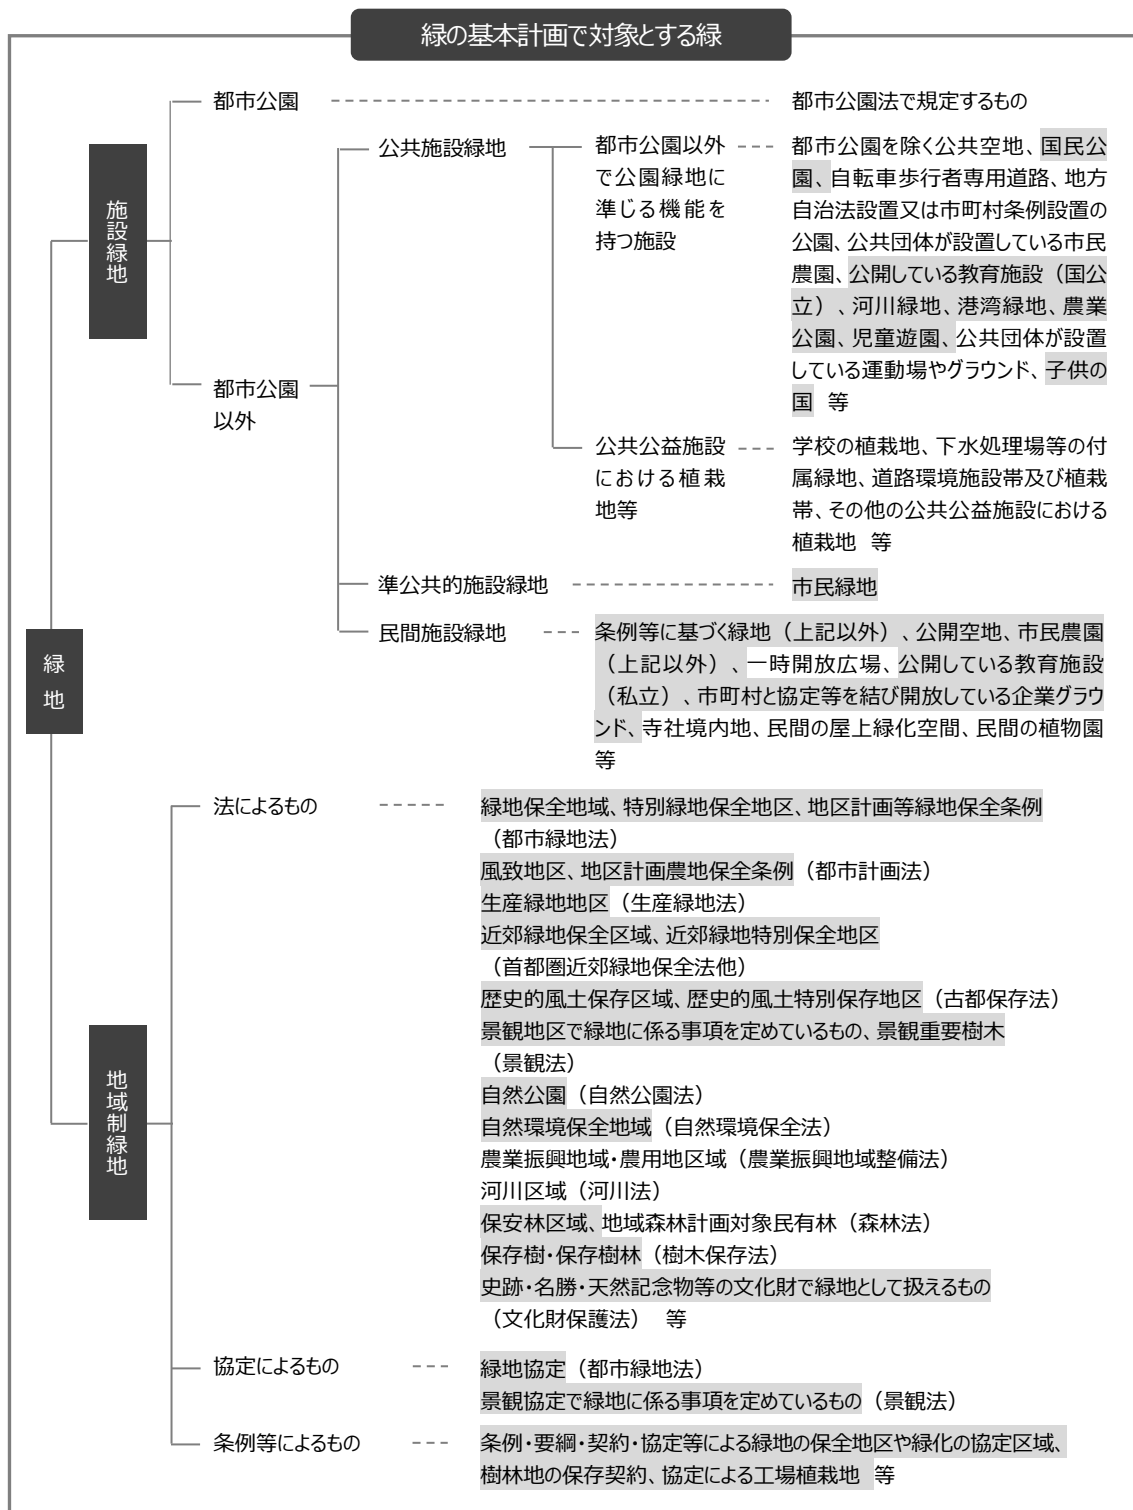 緑の基本計画で対象とする緑
緑地
施設緑地
都市公園
都市公園法で規定するもの
都市公園
以外
公共施設緑地
都市公園以外
で公園緑地に
準じる機能を
持つ施設
都市公園を除く公共空地、国民公
園、自転車歩行者専用道路、地方
自治法設置又は市町村条例設置の
公園、公共団体が設置している市民
農園、公開している教育施設（国公
立）、河川緑地、港湾緑地、農業
公園、児童遊園、公共団体が設置
している運動場やグラウンド、子供の
国 等
公共公益施設
における植栽
地等
学校の植栽地、下水処理場等の付
属緑地、道路環境施設帯及び植栽
帯、その他の公共公益施設における
植栽地 等
準公共的施設緑地
市民緑地
民間施設緑地
条例等に基づく緑地（上記以外）、公開空地、市民農園
（上記以外）、一時開放広場、公開している教育施設
（私立）、市町村と協定等を結び開放している企業グラウ
ンド、寺社境内地、民間の屋上緑化空間、民間の植物園
等
地域制緑地
法によるもの
緑地保全地域、特別緑地保全地区、地区計画等緑地保全条例
（都市緑地法）
風致地区、地区計画農地保全条例（都市計画法）
生産緑地地区（生産緑地法）
近郊緑地保全区域、近郊緑地特別保全地区
（首都圏近郊緑地保全法他）
歴史的風土保存区域、歴史的風土特別保存地区（古都保存法）
景観地区で緑地に係る事項を定めているもの、景観重要樹木
（景観法）
自然公園（自然公園法）
自然環境保全地域（自然環境保全法）
農業振興地域・農用地区域（農業振興地域整備法）
河川区域（河川法）
保安林区域、地域森林計画対象民有林（森林法）
保存樹・保存樹林（樹木保存法）
史跡・名勝・天然記念物等の文化財で緑地として扱えるもの
（文化財保護法） 等
協定によるもの
緑地協定（都市緑地法）
景観協定で緑地に係る事項を定めているもの（景観法）
条例等によるもの
条例・要綱・契約・協定等による緑地の保全地区や緑化の協定区域、
樹林地の保存契約、協定による工場植栽地 等